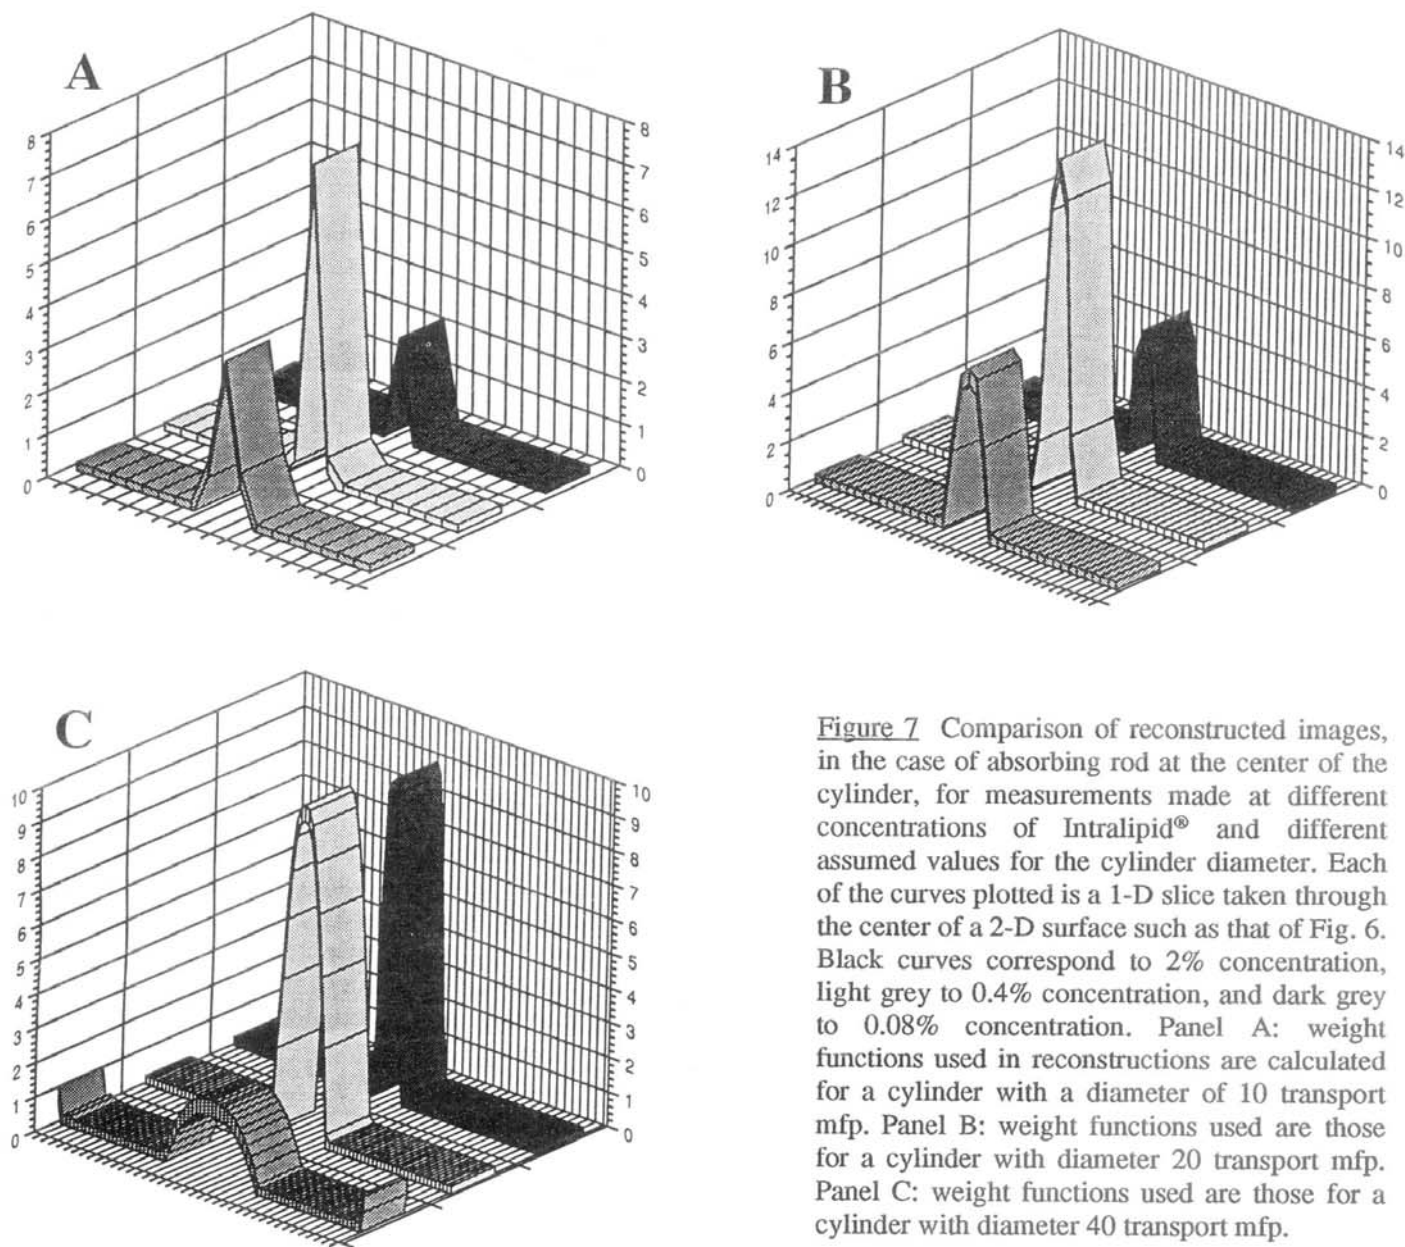 A
8
7
6
5
4
3
2
1
0
8
7
6
5
4
3
2
1
0
B
14
12
10
8
6
4
2
0
14
12
10
8
6
4
2
0
C
10
9
8
7
6
5
4
3
2
1
0
10
9
8
7
6
5
4
3
2
1
0
Figure 7 Comparison of reconstructed images,
in the case of absorbing rod at the center of the
cylinder, for measurements made at different
concentrations of Intralipid® and different
assumed values for the cylinder diameter. Each
of the curves plotted is a 1-D slice taken through
the center of a 2-D surface such as that of Fig. 6.
Black curves correspond to 2% concentration,
light grey to 0.4% concentration, and dark grey
to 0.08% concentration. Panel A: weight
functions used in reconstructions are calculated
for a cylinder with a diameter of 10 transport
mfp. Panel B: weight functions used are those
for a cylinder with diameter 20 transport mfp.
Panel C: weight functions used are those for a
cylinder with diameter 40 transport mfp.